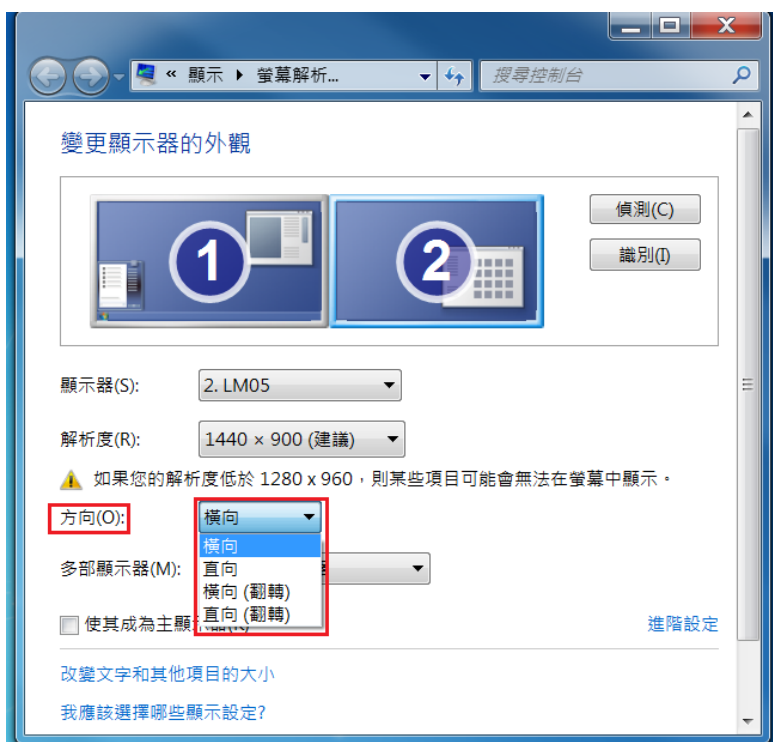 X
« 顯示 ▸ 螢幕解析...
搜尋控制台
變更顯示器的外觀
1
2
偵測(C)
識別(I)
顯示器(S): 2. LM05
解析度(R): 1440 × 900 (建議)
如果您的解析度低於 1280 x 960，則某些項目可能會無法在螢幕中顯示。
方向(O): 橫向
橫向
直向
橫向 (翻轉)
直向 (翻轉)
多部顯示器(M):
使其成為主顯
進階設定
改變文字和其他項目的大小
我應該選擇哪些顯示設定?